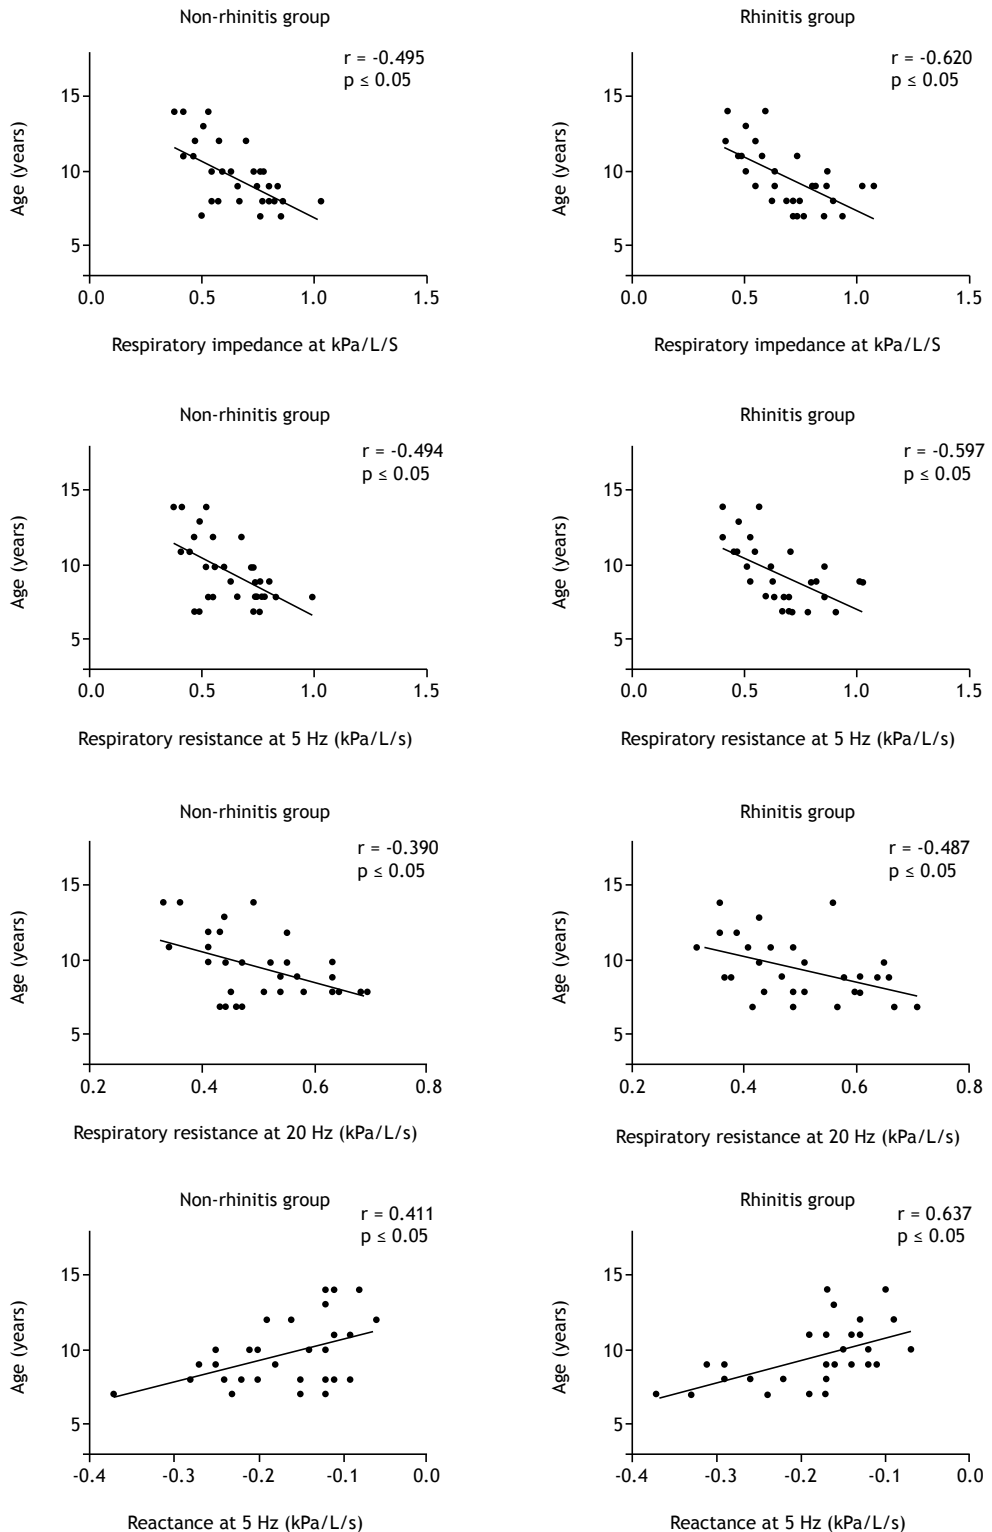 Non-rhinitis group
r = -0.495
p ≤ 0.05
Age (years)
15
10
5
0.0 0.5 1.0 1.5
Respiratory impedance at kPa/L/S
Rhinitis group
r = -0.620
p ≤ 0.05
Age (years)
15
10
5
0.0 0.5 1.0 1.5
Respiratory impedance at kPa/L/S
Non-rhinitis group
r = -0.494
p ≤ 0.05
Age (years)
15
10
5
0.0 0.5 1.0 1.5
Respiratory resistance at 5 Hz (kPa/L/s)
Rhinitis group
r = -0.597
p ≤ 0.05
Age (years)
15
10
5
0.0 0.5 1.0 1.5
Respiratory resistance at 5 Hz (kPa/L/s)
Non-rhinitis group
r = -0.390
p ≤ 0.05
Age (years)
15
10
5
0.2 0.4 0.6 0.8
Respiratory resistance at 20 Hz (kPa/L/s)
Rhinitis group
r = -0.487
p ≤ 0.05
Age (years)
15
10
5
0.2 0.4 0.6 0.8
Respiratory resistance at 20 Hz (kPa/L/s)
Non-rhinitis group
r = 0.411
p ≤ 0.05
Age (years)
15
10
5
-0.4 -0.3 -0.2 -0.1 0.0
Reactance at 5 Hz (kPa/L/s)
Rhinitis group
r = 0.637
p ≤ 0.05
Age (years)
15
10
5
-0.4 -0.3 -0.2 -0.1 0.0
Reactance at 5 Hz (kPa/L/s)